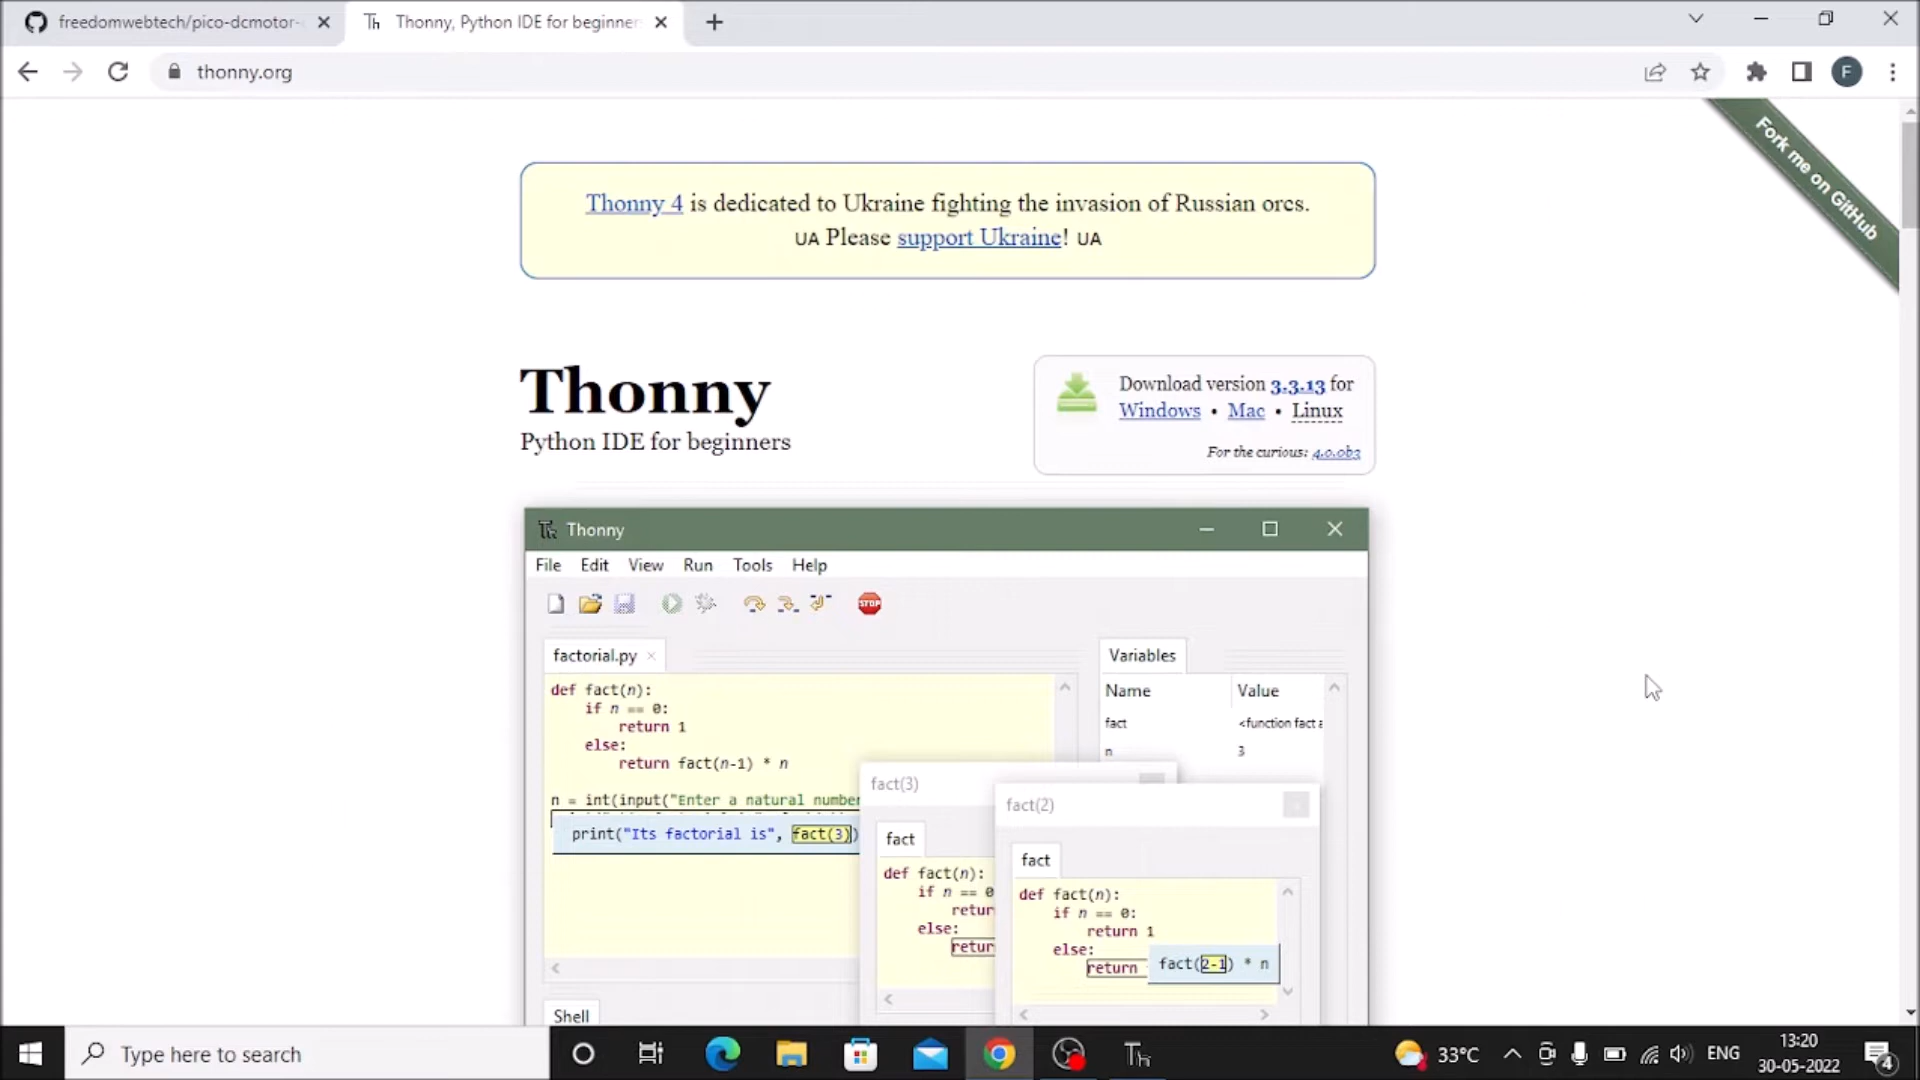 freedomwebtech/pico-dcmotor-
Thonny, Python IDE for beginner
thonny.org
F
Fork me on GitHub
Thonny 4 is dedicated to Ukraine fighting the invasion of Russian orcs.
UA Please support Ukraine! UA
Thonny
Python IDE for beginners
Download version 3.3.13 for
Windows • Mac • Linux
For the curious: 4.0.0b3
Th Thonny
File Edit View Run Tools Help
STOP
factorial.py
def fact(n):
if n == 0:
return 1
else:
return fact(n-1) * n
n = int(input("Enter a natural number
print("Its factorial is", fact(3))
Variables
Name Value
fact <function fact a
n 3
fact(3)
fact
def fact(n):
if n == 0
retur
else:
retur
fact(2)
fact
def fact(n):
if n == 0:
return 1
else:
return fact(2-1) * n
Shell
Type here to search
Th
33°C
ENG
13:20
30-05-2022
4